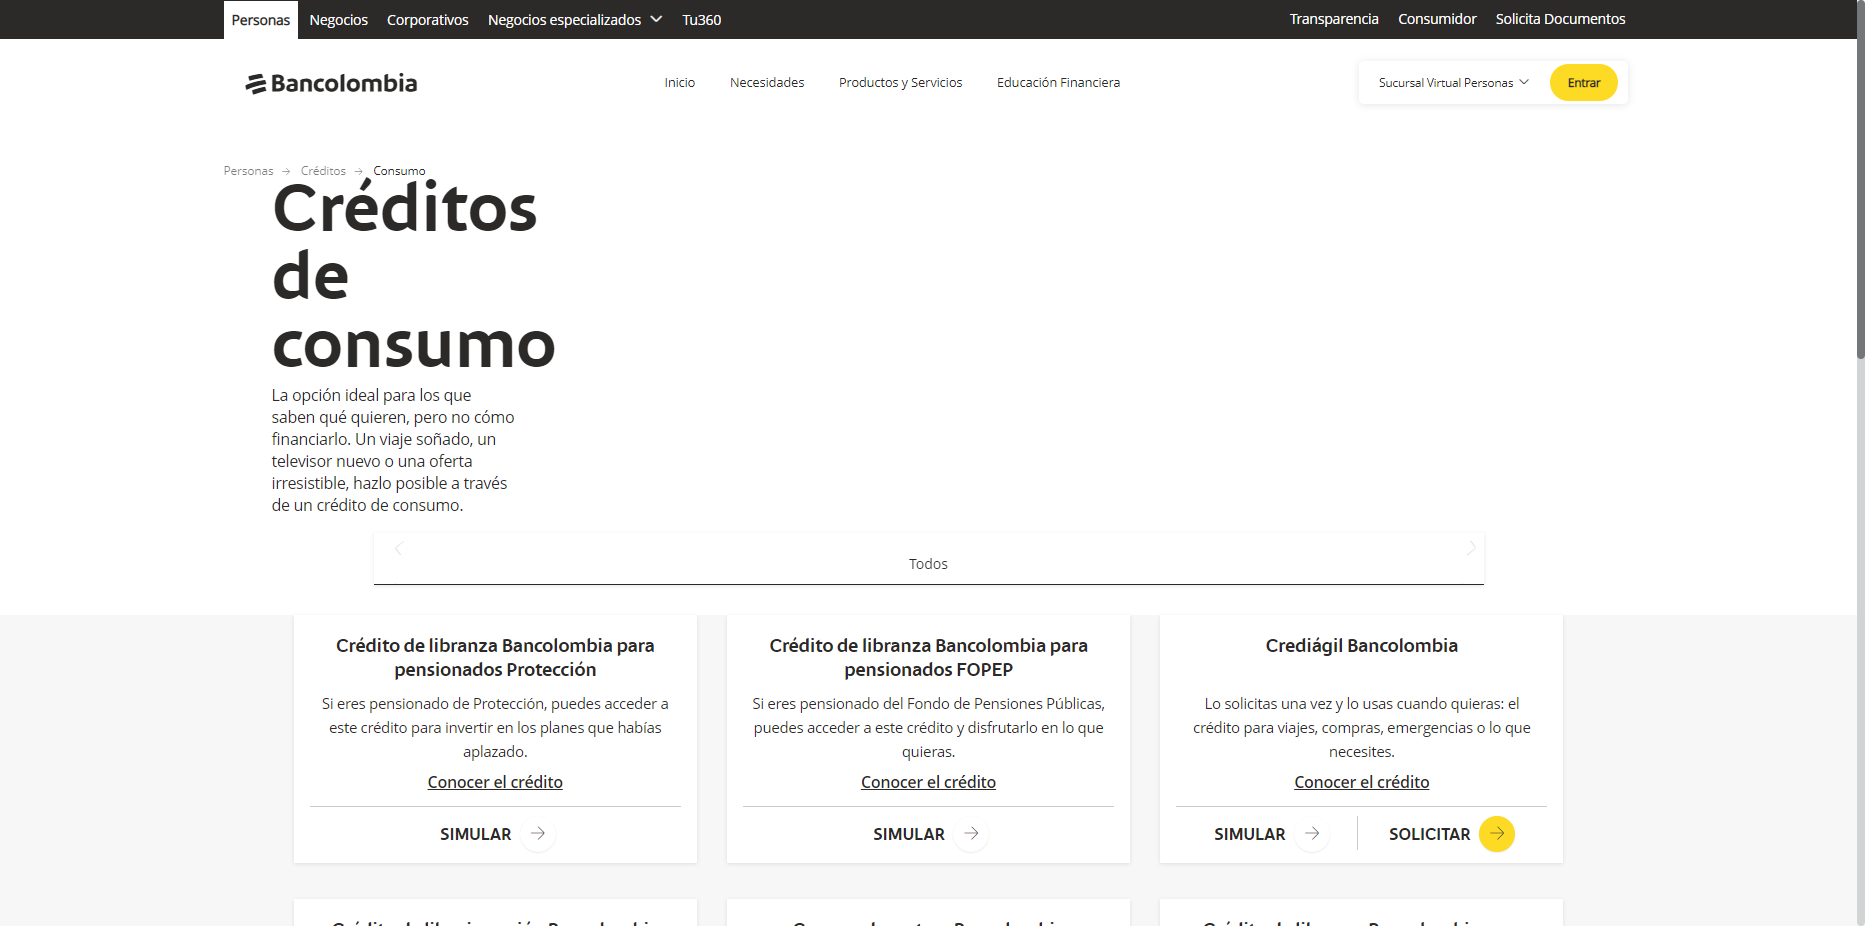 Personas Negocios Corporativos Negocios especializados Tu360 Transparencia Consumidor Solicita Documentos
Bancolombia Inicio Necesidades Productos y Servicios Educación Financiera Sucursal Virtual Personas Entrar
Personas → Créditos → Consumo
Créditos
de
consumo
La opción ideal para los que
saben qué quieren, pero no cómo
financiarlo. Un viaje soñado, un
televisor nuevo o una oferta
irresistible, hazlo posible a través
de un crédito de consumo.
Todos
Crédito de libranza Bancolombia para
pensionados Protección
Si eres pensionado de Protección, puedes acceder a
este crédito para invertir en los planes que habías
aplazado.
Conocer el crédito
SIMULAR
Crédito de libranza Bancolombia para
pensionados FOPEP
Si eres pensionado del Fondo de Pensiones Públicas,
puedes acceder a este crédito y disfrutarlo en lo que
quieras.
Conocer el crédito
SIMULAR
Crediágil Bancolombia
Lo solicitas una vez y lo usas cuando quieras: el
crédito para viajes, compras, emergencias o lo que
necesites.
Conocer el crédito
SIMULAR SOLICITAR